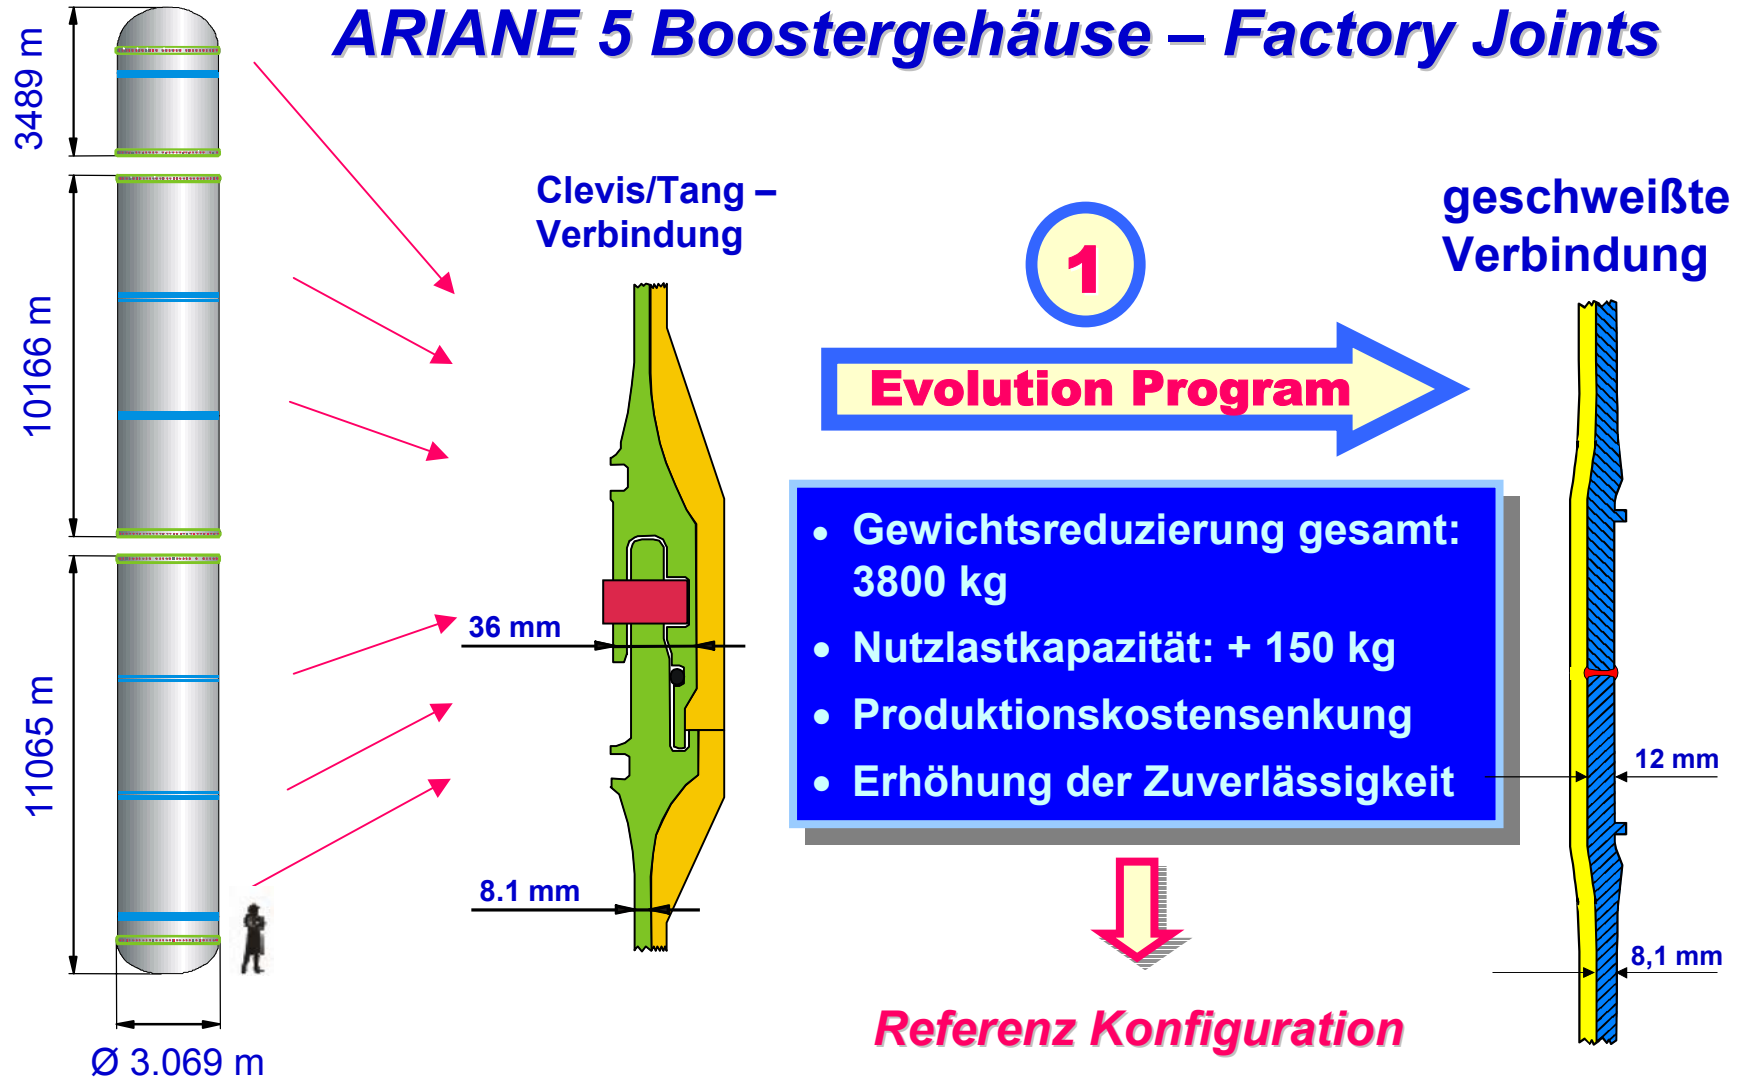 ARIANE 5 Boostergehäuse – Factory Joints
3489 m
10166 m
11065 m
Ø 3.069 m
Clevis/Tang –
Verbindung
36 mm
8.1 mm
1
Evolution Program
• Gewichtsreduzierung gesamt:
3800 kg
• Nutzlastkapazität: + 150 kg
• Produktionskostensenkung
• Erhöhung der Zuverlässigkeit
Referenz Konfiguration
geschweißte
Verbindung
12 mm
8,1 mm